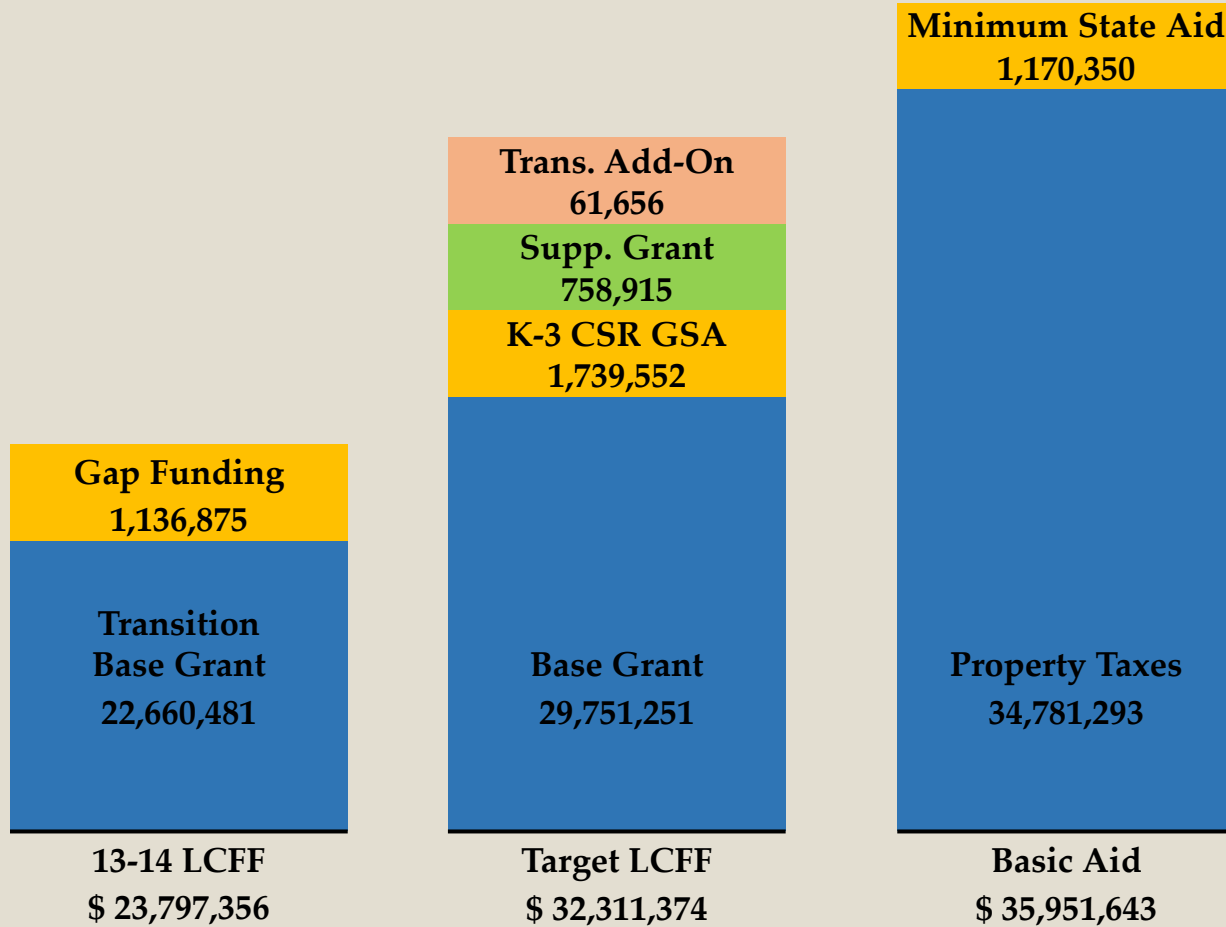 Gap Funding
1,136,875
Transition
Base Grant
22,660,481
13-14 LCFF
$ 23,797,356
Trans. Add-On
61,656
Supp. Grant
758,915
K-3 CSR GSA
1,739,552
Base Grant
29,751,251
Target LCFF
$ 32,311,374
Minimum State Aid
1,170,350
Property Taxes
34,781,293
Basic Aid
$ 35,951,643